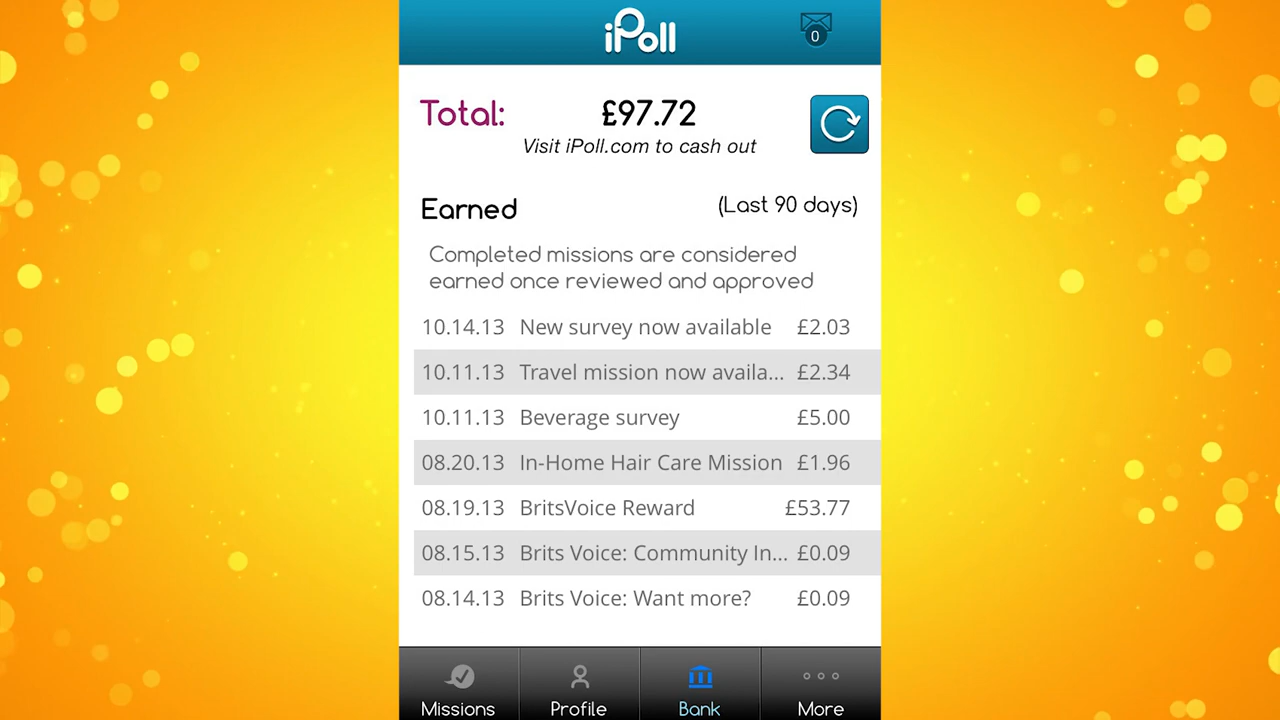 iPoll
0
Total: £97.72
Visit iPoll.com to cash out
Earned (Last 90 days)
Completed missions are considered
earned once reviewed and approved
10.14.13 New survey now available £2.03
10.11.13 Travel mission now availa... £2.34
10.11.13 Beverage survey £5.00
08.20.13 In-Home Hair Care Mission £1.96
08.19.13 BritsVoice Reward £53.77
08.15.13 Brits Voice: Community In... £0.09
08.14.13 Brits Voice: Want more? £0.09
Missions Profile Bank More